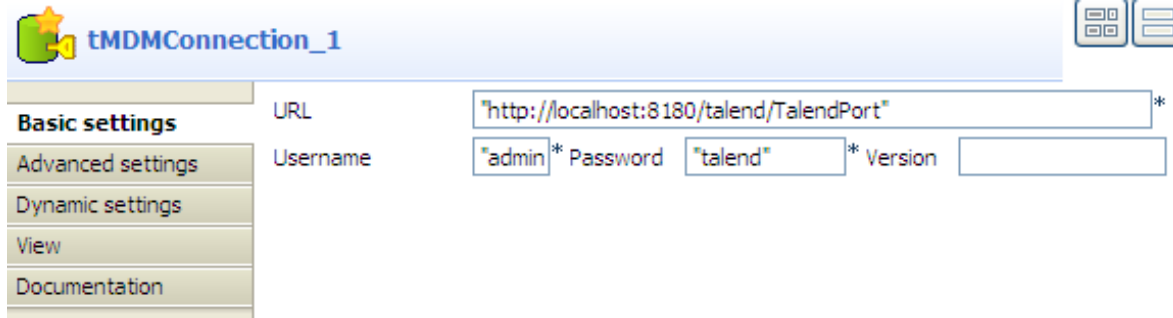 tMDMConnection_1
Basic settings
URL "http://localhost:8180/talend/TalendPort" *
Advanced settings
Username "admin * Password "talend" * Version
Dynamic settings
View
Documentation